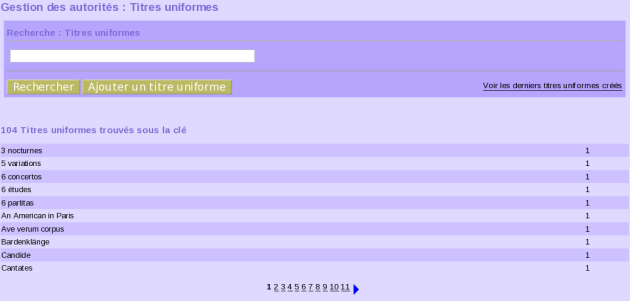 Gestion des autorités : Titres uniformes
Recherche : Titres uniformes
Rechercher Ajouter un titre uniforme Voir les derniers titres uniformes créés
104 Titres uniformes trouvés sous la clé
3 nocturnes 1
5 variations 1
6 concertos 1
6 études 1
6 partitas 1
An American in Paris 1
Ave verum corpus 1
Bardenklänge 1
Candide 1
Cantates 1
1 2 3 4 5 6 7 8 9 10 11